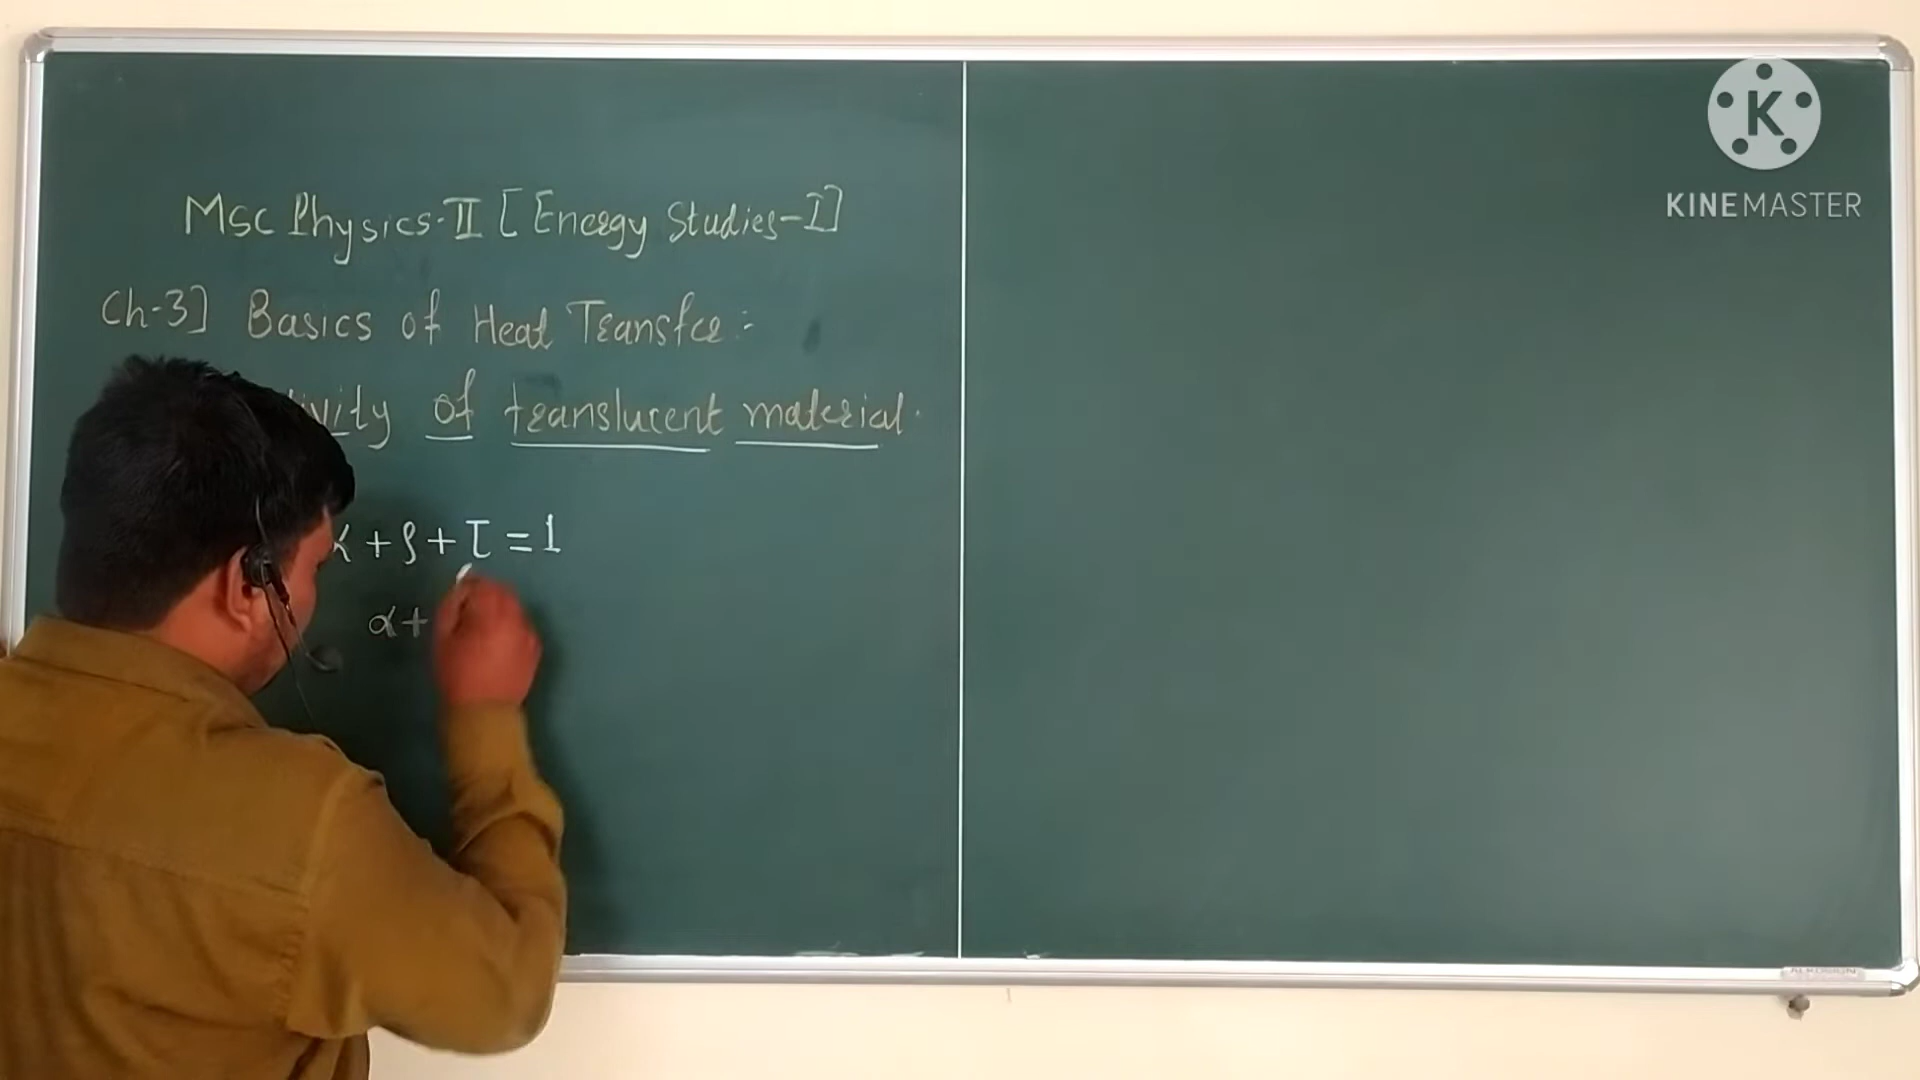 KINEMASTER
Msc Physics-II [Energy Studies-I]
Ch-3] Basics of Heat Transfer:-
of translucent material.
α + ρ + τ = 1
α +